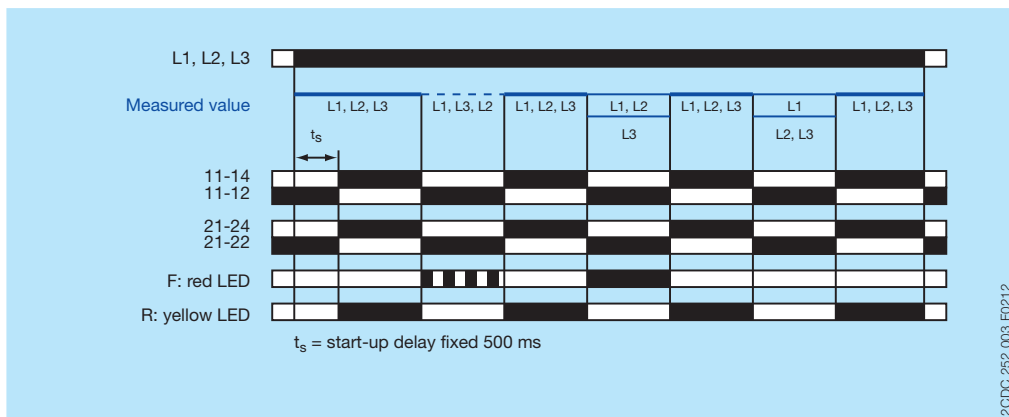 L1, L2, L3
Measured value
L1, L2, L3
L1, L3, L2
L1, L2, L3
L1, L2
L1, L2, L3
L1
L1, L2, L3
L3
L2, L3
ts
11-14
11-12
21-24
21-22
F: red LED
R: yellow LED
ts = start-up delay fixed 500 ms
2CDC 252 003 F0212